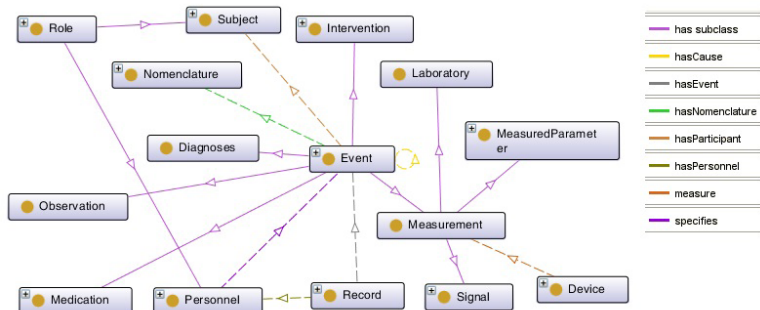 Role
Subject
Intervention
has subclass
hasCause
Nomenclature
Laboratory
hasEvent
hasNomenclature
MeasuredParamet
er
Diagnoses
Event
hasParticipant
hasPersonnel
measure
Observation
Measurement
specifies
Medication
Personnel
Record
Signal
Device